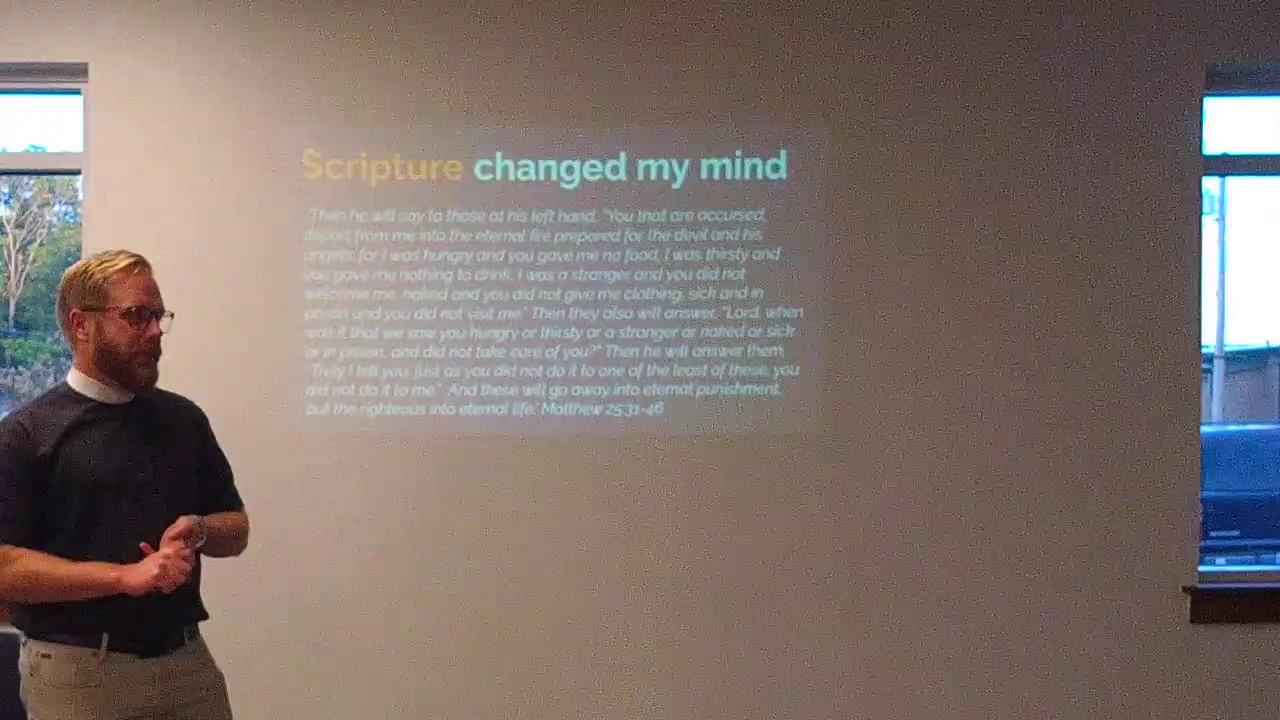 Scripture changed my mind
"Then he will say to those at his left hand, "You that are accursed,
depart from me into the eternal fire prepared for the devil and his
angels; for I was hungry and you gave me no food, I was thirsty and
you gave me nothing to drink, I was a stranger and you did not
welcome me, naked and you did not give me clothing, sick and in
prison and you did not visit me." Then they also will answer, "Lord, when
was it that we saw you hungry or thirsty or a stranger or naked or sick
or in prison, and did not take care of you?" Then he will answer them,
"Truly I tell you, just as you did not do it to one of the least of these, you
did not do it to me." And these will go away into eternal punishment,
but the righteous into eternal life." Matthew 25:31-46